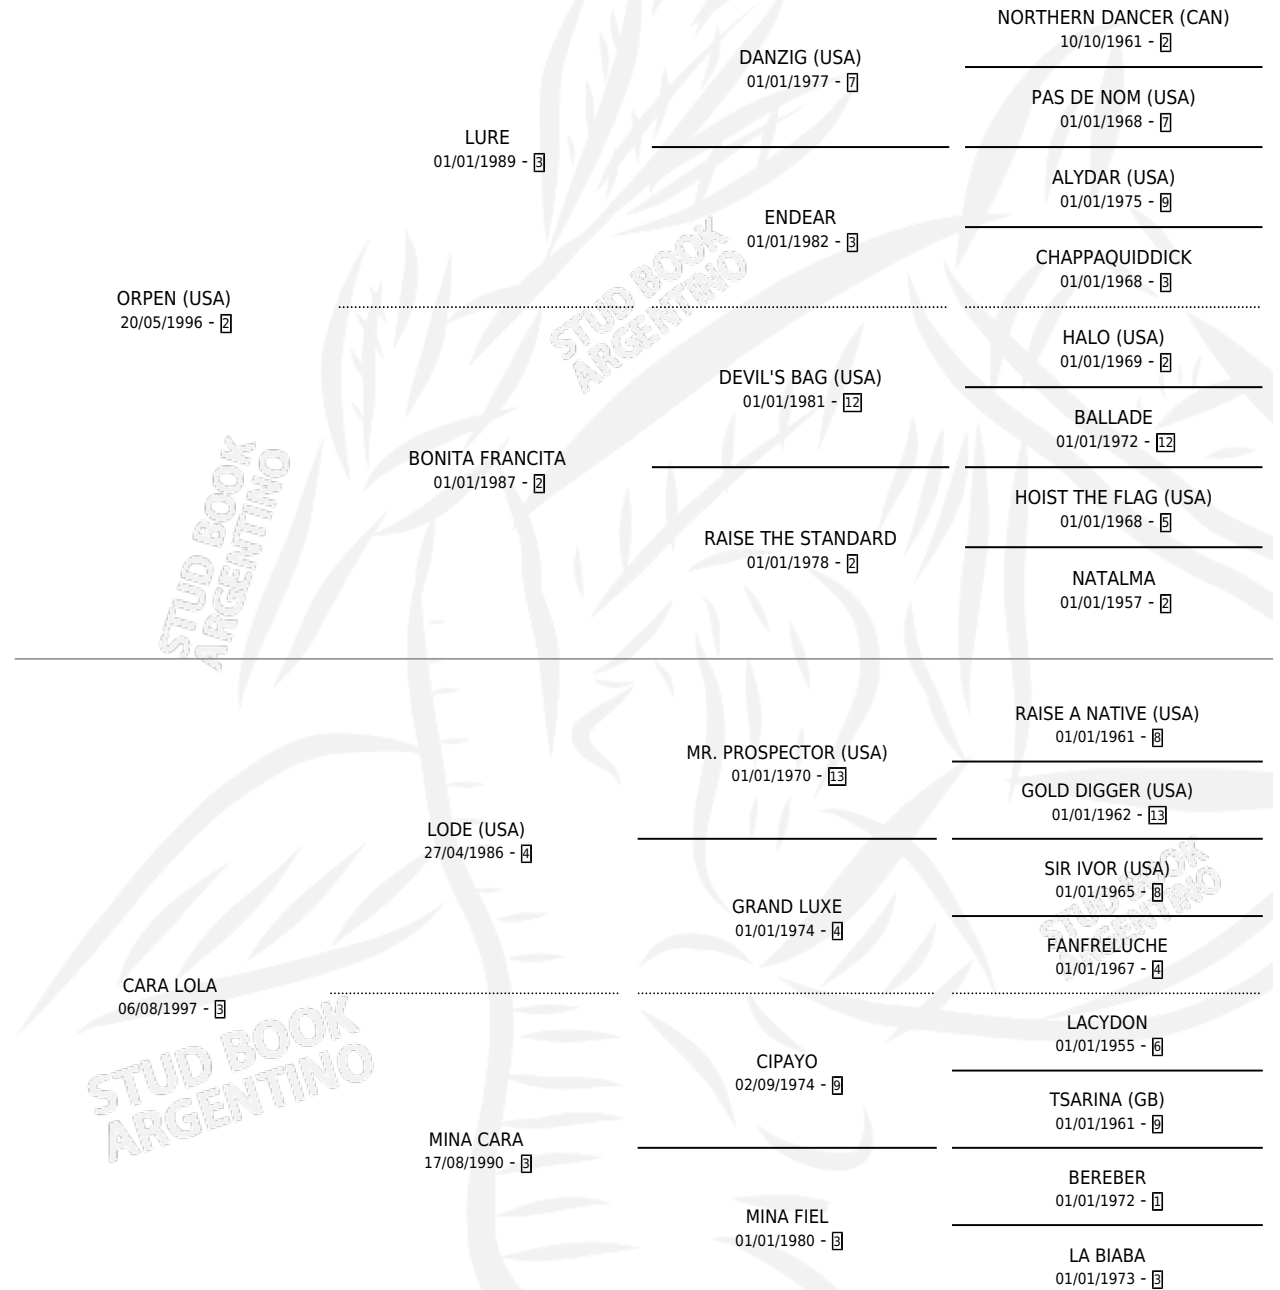 NORTHERN DANCER (CAN)
10/10/1961 - 2
DANZIG (USA)
01/01/1977 - 7
PAS DE NOM (USA)
01/01/1968 - 7
LURE
01/01/1989 - 3
ALYDAR (USA)
01/01/1975 - 9
ENDEAR
01/01/1982 - 3
CHAPPAQUIDDICK
01/01/1968 - 3
ORPEN (USA)
20/05/1996 - 2
STUD BOOK
ARGENTINO
HALO (USA)
01/01/1969 - 2
DEVIL'S BAG (USA)
01/01/1981 - 12
BALLADE
01/01/1972 - 12
BONITA FRANCITA
01/01/1987 - 2
HOIST THE FLAG (USA)
01/01/1968 - 5
RAISE THE STANDARD
01/01/1978 - 2
NATALMA
01/01/1957 - 2
STUD BOOK
ARGENTINO
RAISE A NATIVE (USA)
01/01/1961 - 8
MR. PROSPECTOR (USA)
01/01/1970 - 13
GOLD DIGGER (USA)
01/01/1962 - 13
LODE (USA)
27/04/1986 - 4
SIR IVOR (USA)
01/01/1965 - 8
GRAND LUXE
01/01/1974 - 4
STUD BOOK
ARGENTINO
FANFRELUCHE
01/01/1967 - 4
CARA LOLA
06/08/1997 - 3
LACYDON
01/01/1955 - 6
CIPAYO
02/09/1974 - 9
STUD BOOK
ARGENTINO
TSARINA (GB)
01/01/1961 - 9
MINA CARA
17/08/1990 - 3
BEREBER
01/01/1972 - 1
MINA FIEL
01/01/1980 - 3
LA BIABA
01/01/1973 - 3